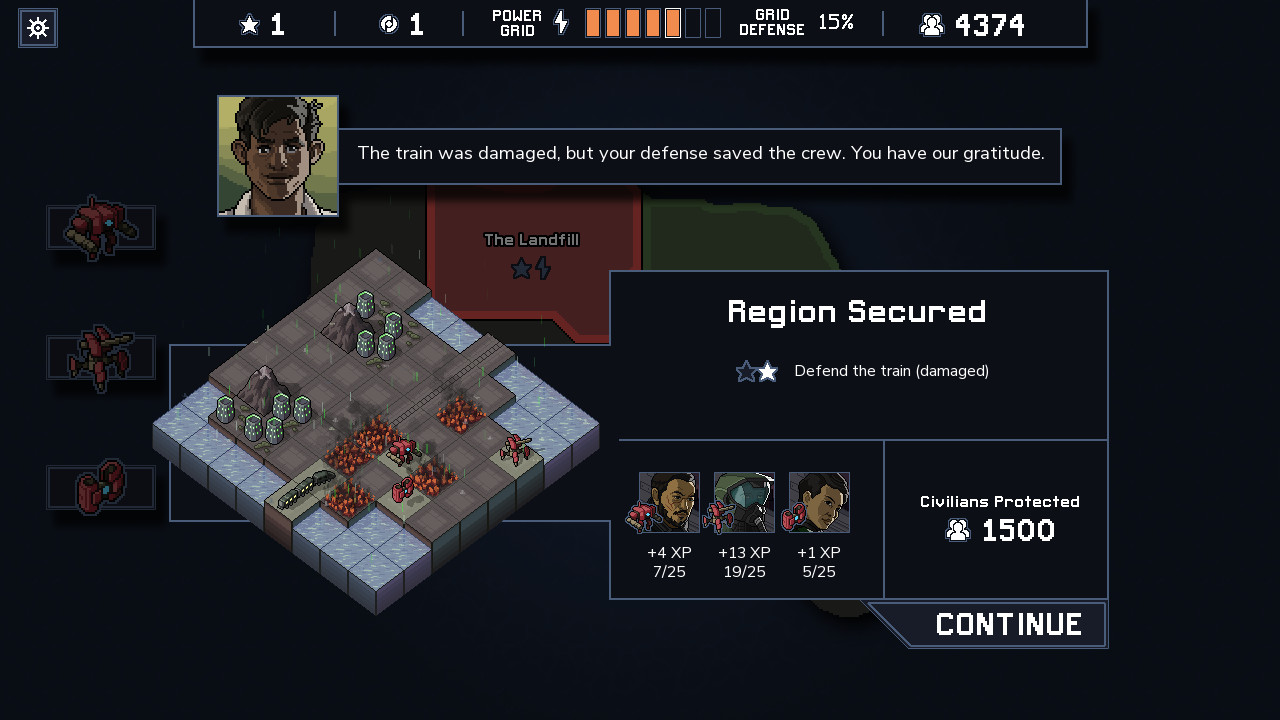 1
1
POWER
GRID
GRID
DEFENSE
15%
4374
The train was damaged, but your defense saved the crew. You have our gratitude.
The Landfill
Region Secured
Defend the train (damaged)
+4 XP
7/25
+13 XP
19/25
+1 XP
5/25
Civilians Protected
1500
CONTINUE